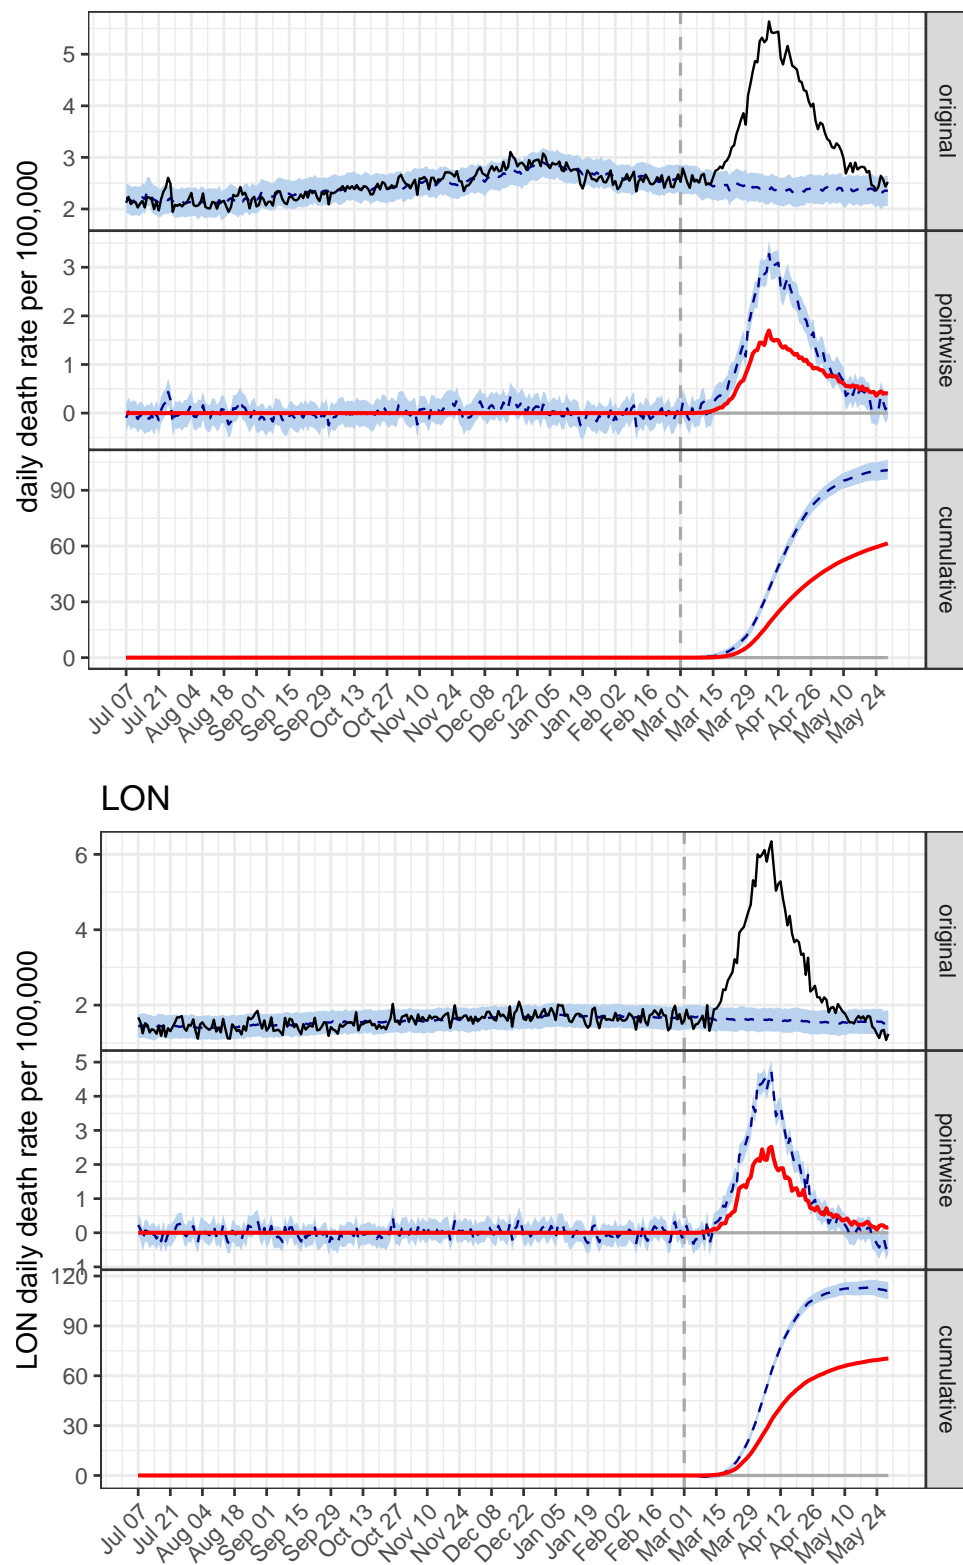 daily death rate per 100,000
5
4
3
2
original
3
2
1
0
pointwise
90
60
30
0
cumulative
Jul 07
Jul 21
Aug 04
Aug 18
Sep 01
Sep 15
Sep 29
Oct 13
Oct 27
Nov 10
Nov 24
Dec 08
Dec 22
Jan 05
Jan 19
Feb 02
Feb 16
Mar 01
Mar 15
Mar 29
Apr 12
Apr 26
May 10
May 24
LON
LON daily death rate per 100,000
6
4
2
original
5
4
3
2
1
0
-1
pointwise
120
90
60
30
0
cumulative
Jul 07
Jul 21
Aug 04
Aug 18
Sep 01
Sep 15
Sep 29
Oct 13
Oct 27
Nov 10
Nov 24
Dec 08
Dec 22
Jan 05
Jan 19
Feb 02
Feb 16
Mar 01
Mar 15
Mar 29
Apr 12
Apr 26
May 10
May 24